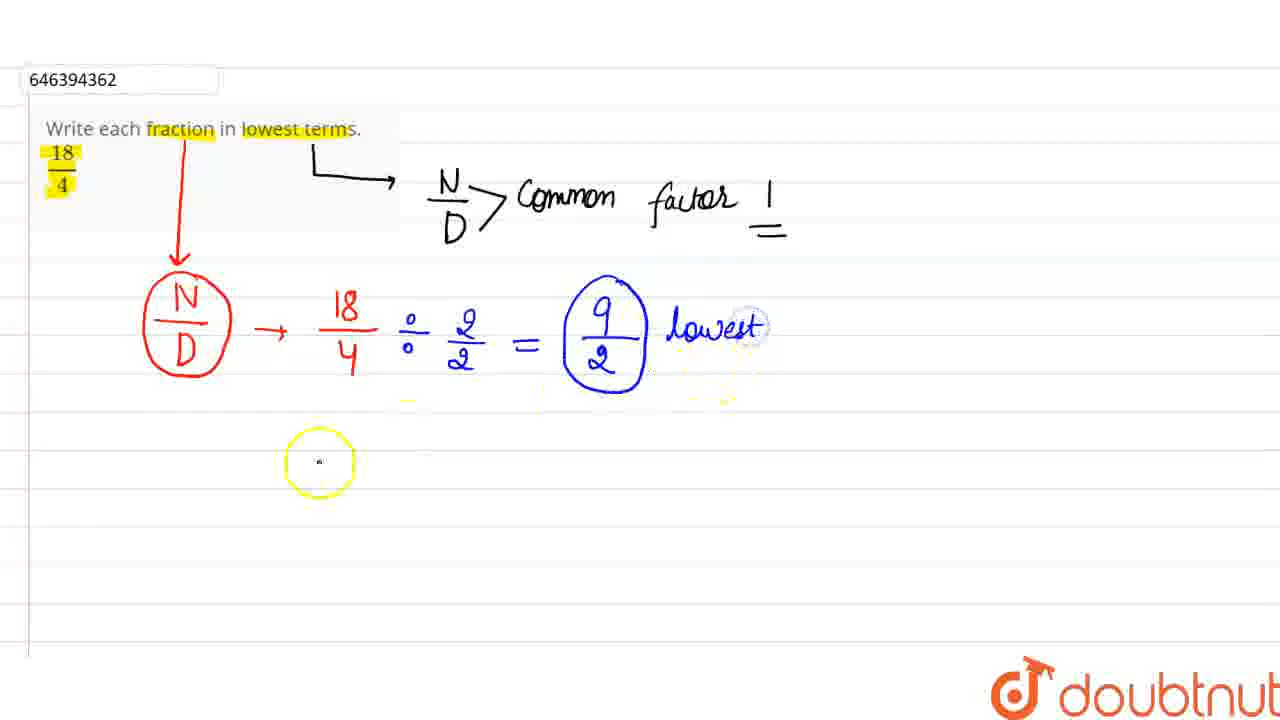 646394362
Write each fraction in lowest terms.
18
4
N
D
Common factor 1
N
D
→ 18
4
÷ 2
2
= 9
2
lowest
doubtnut